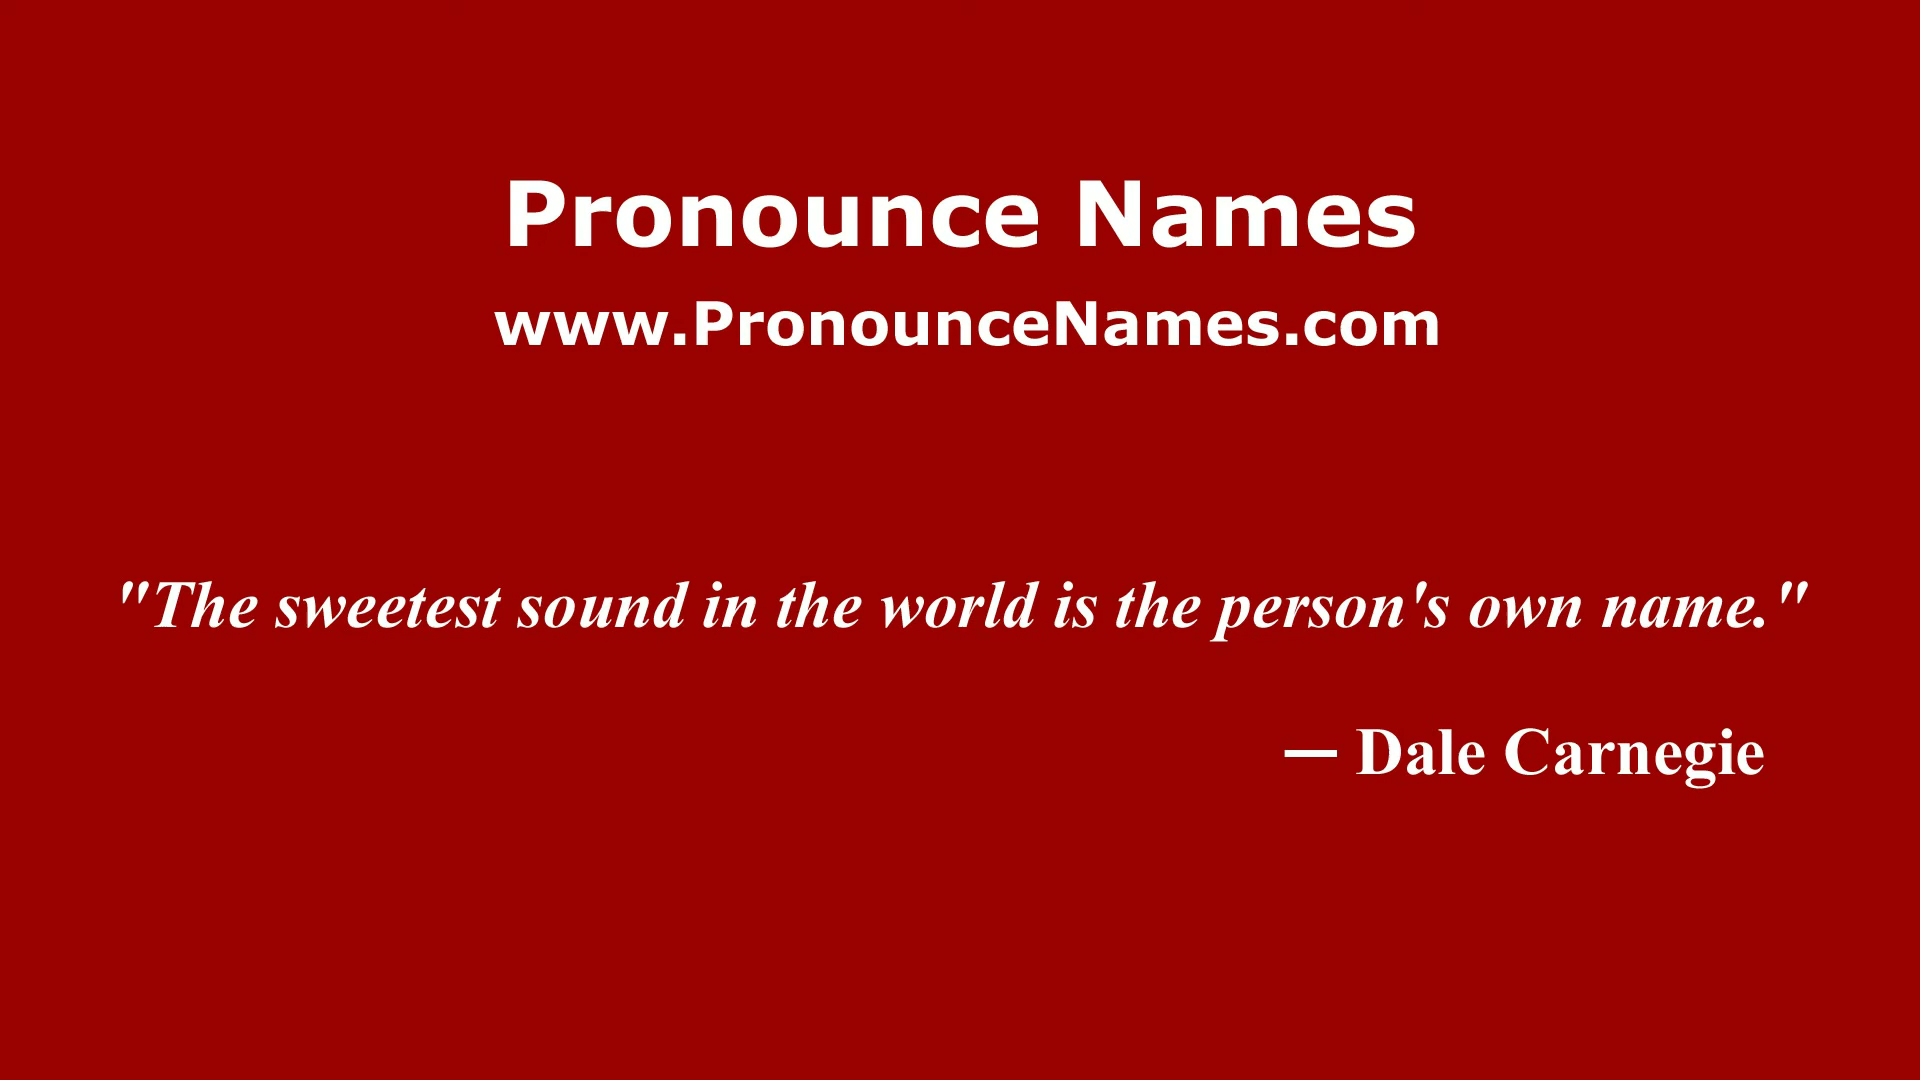 Pronounce Names
www.PronounceNames.com
"The sweetest sound in the world is the person's own name."
— Dale Carnegie